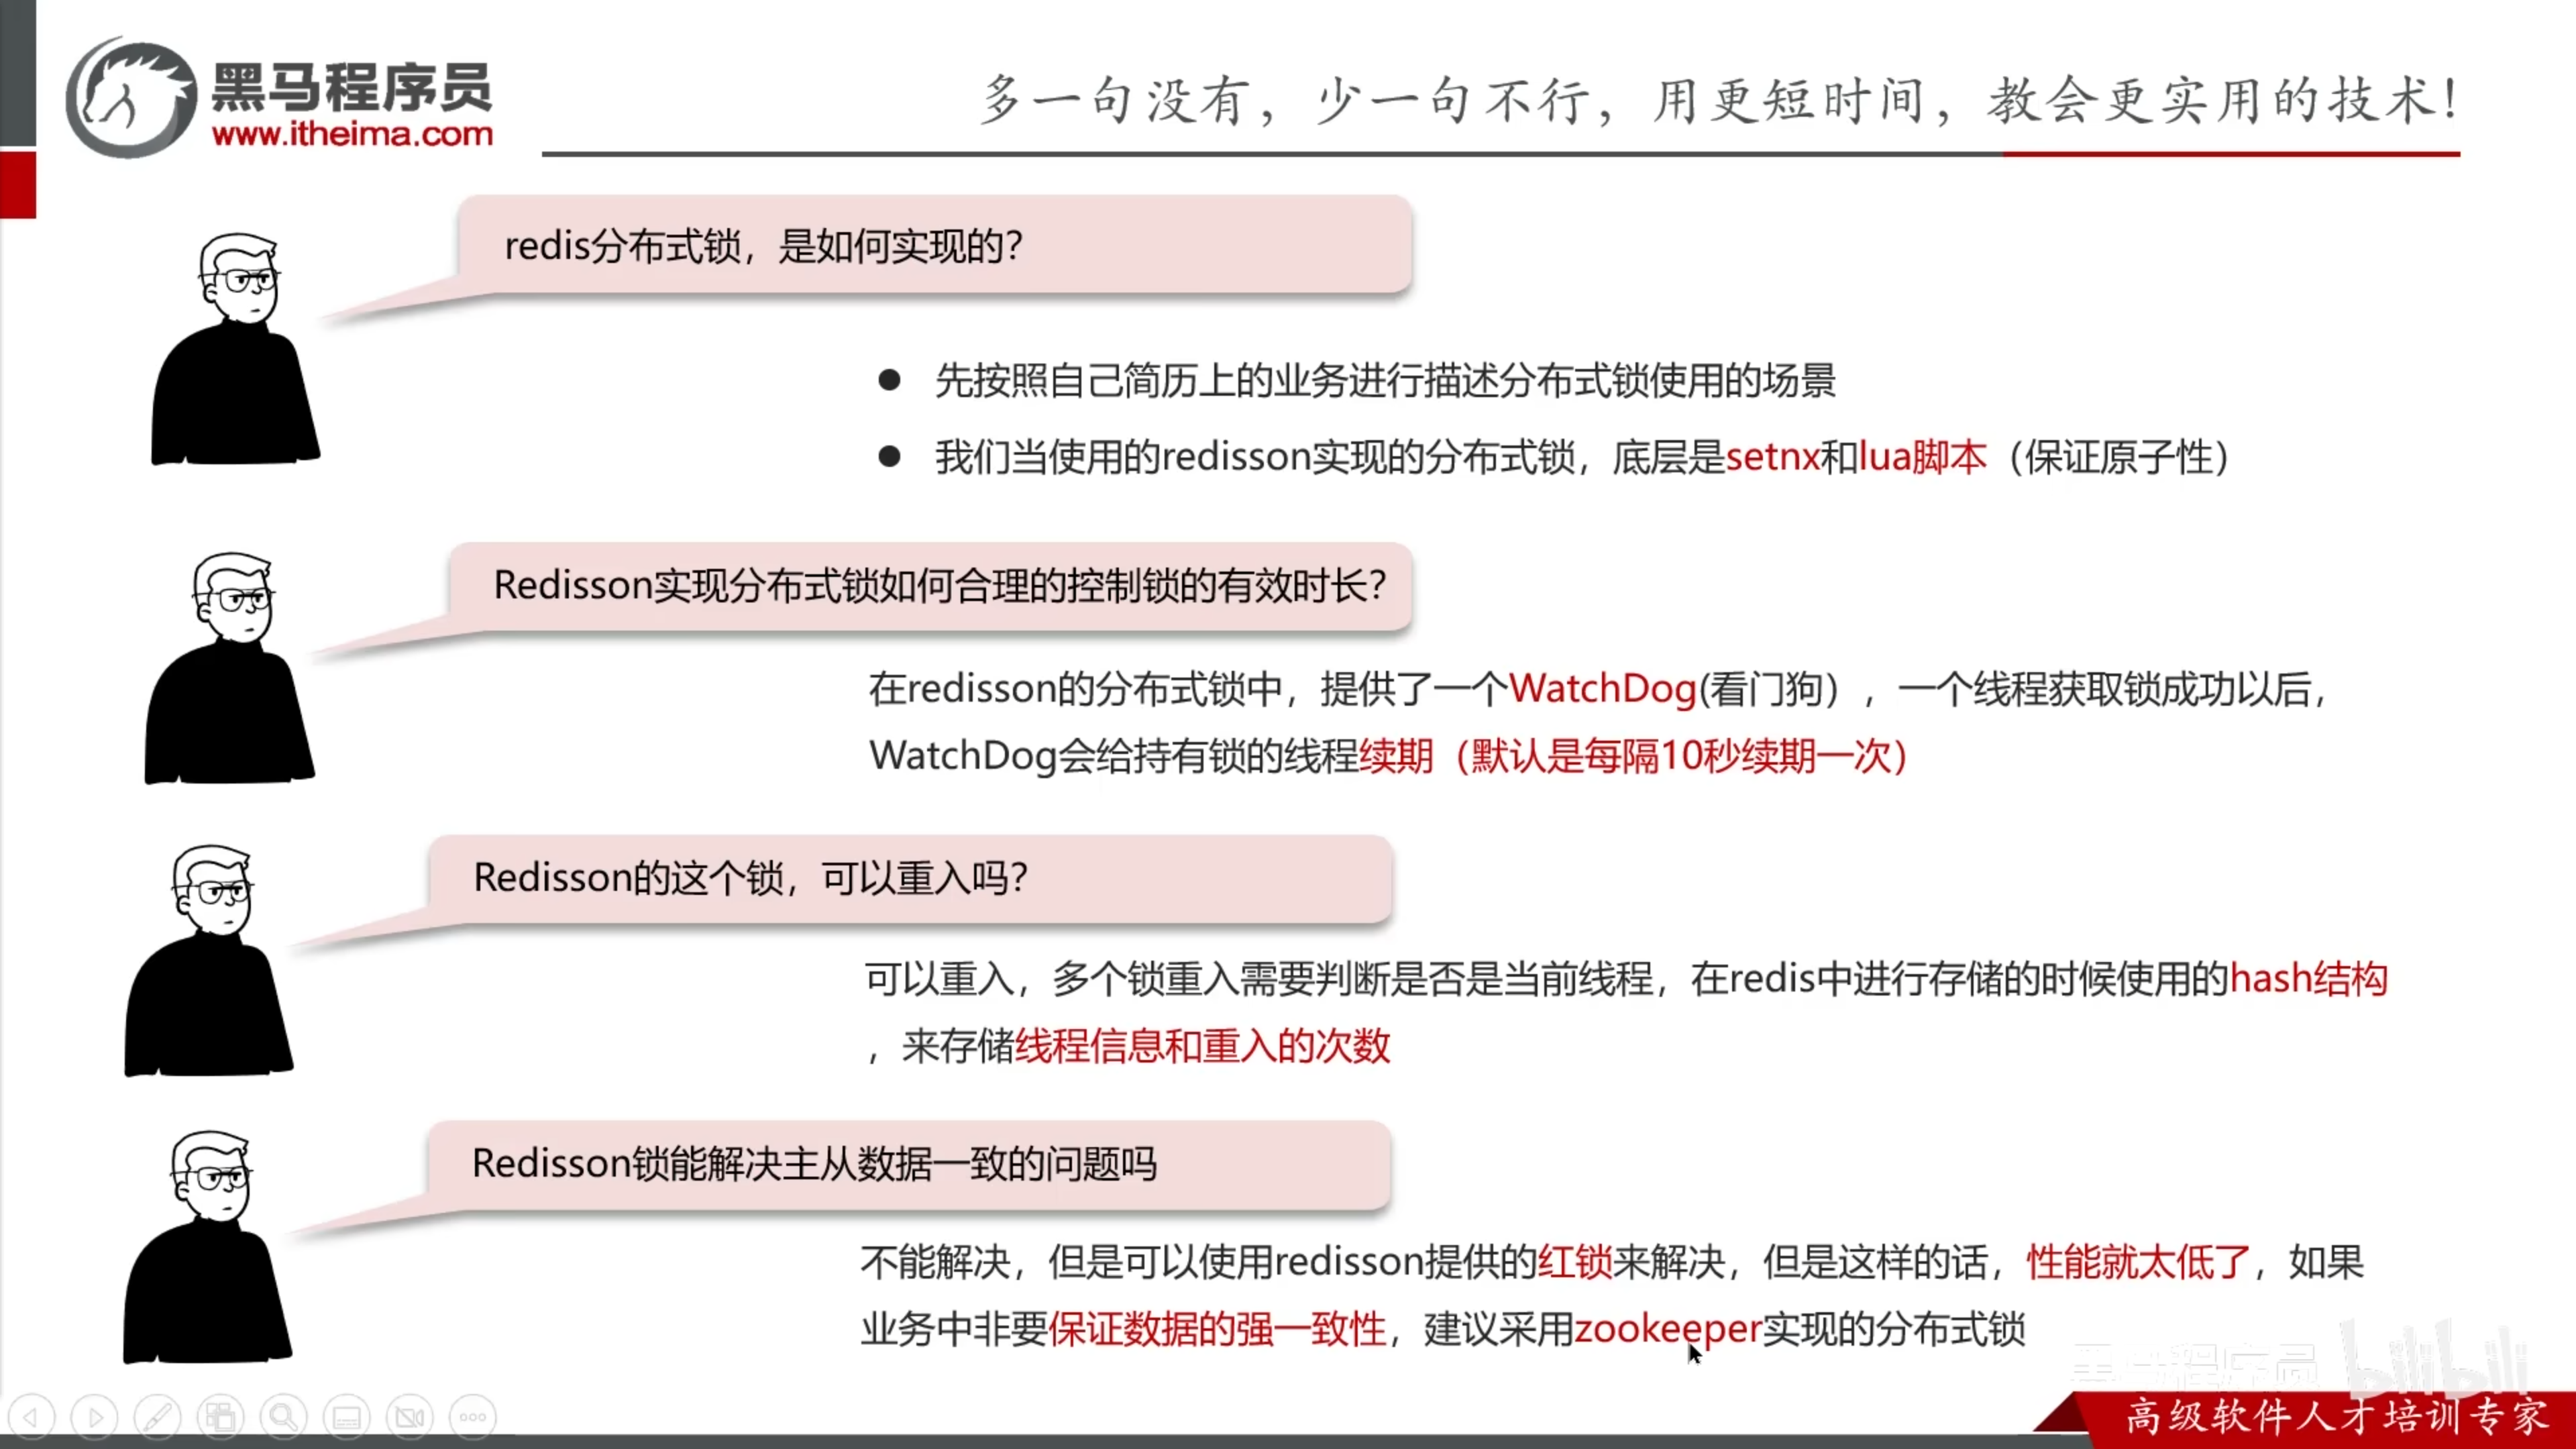 黑马程序员
www.itheima.com
多一句没有，少一句不行，用更短时间，教会更实用的技术！
redis分布式锁，是如何实现的？
● 先按照自己简历上的业务进行描述分布式锁使用的场景
● 我们当使用的redisson实现的分布式锁，底层是setnx和lua脚本（保证原子性）
Redisson实现分布式锁如何合理的控制锁的有效时长？
在redisson的分布式锁中，提供了一个WatchDog(看门狗），一个线程获取锁成功以后，
WatchDog会给持有锁的线程续期（默认是每隔10秒续期一次）
Redisson的这个锁，可以重入吗？
可以重入，多个锁重入需要判断是否是当前线程，在redis中进行存储的时候使用的hash结构
，来存储线程信息和重入的次数
Redisson锁能解决主从数据一致的问题吗
不能解决，但是可以使用redisson提供的红锁来解决，但是这样的话，性能就太低了，如果
业务中非要保证数据的强一致性，建议采用zookeeper实现的分布式锁
黑马程序员 bilibili
高级软件人才培训专家